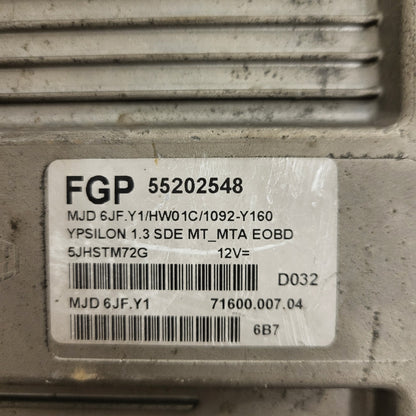 FGP 55202548
MJD 6JF.Y1/HW01C/1092-Y160
YPSILON 1.3 SDE MT_MTA EOBD
5JHSTM72G 12V=
D032
MJD 6JF.Y1 71600.007.04
6B7